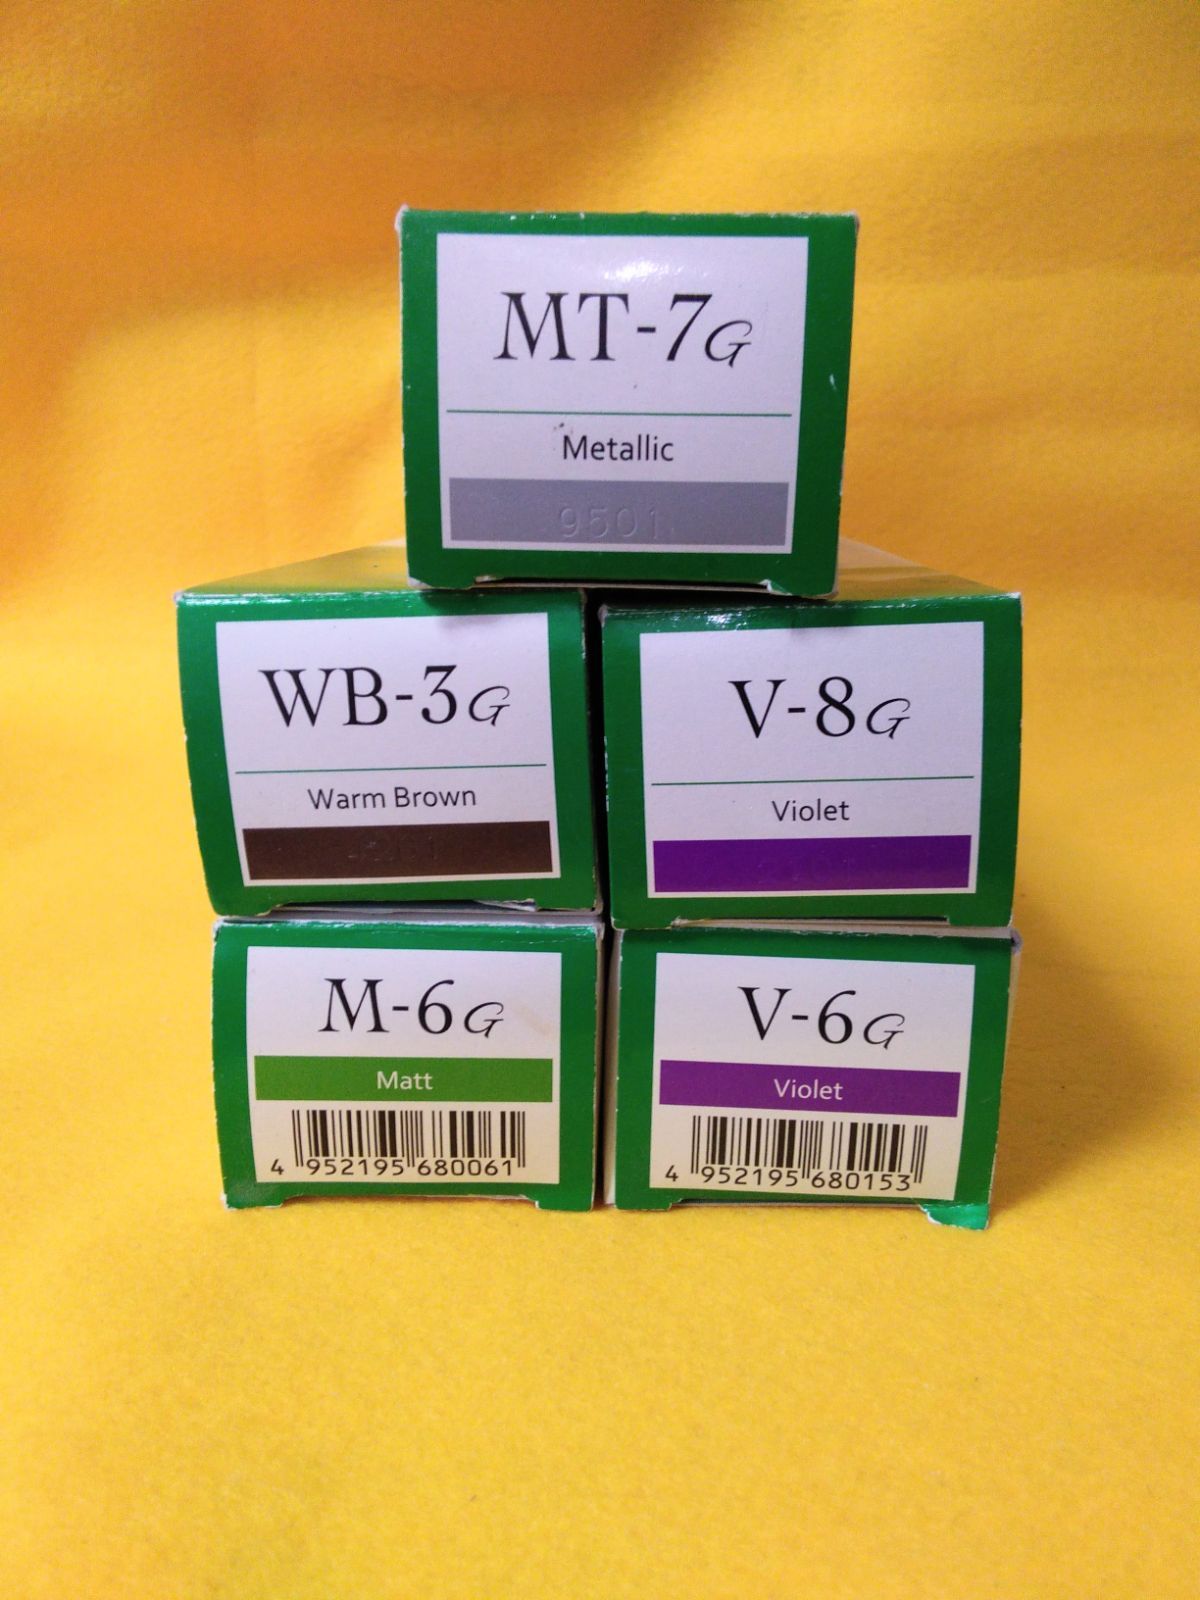 MT-7G
Metallic
9501
WB-3G
Warm Brown
V-8G
Violet
M-6G
Matt
4 952195 680061
V-6G
Violet
4 952195 680153